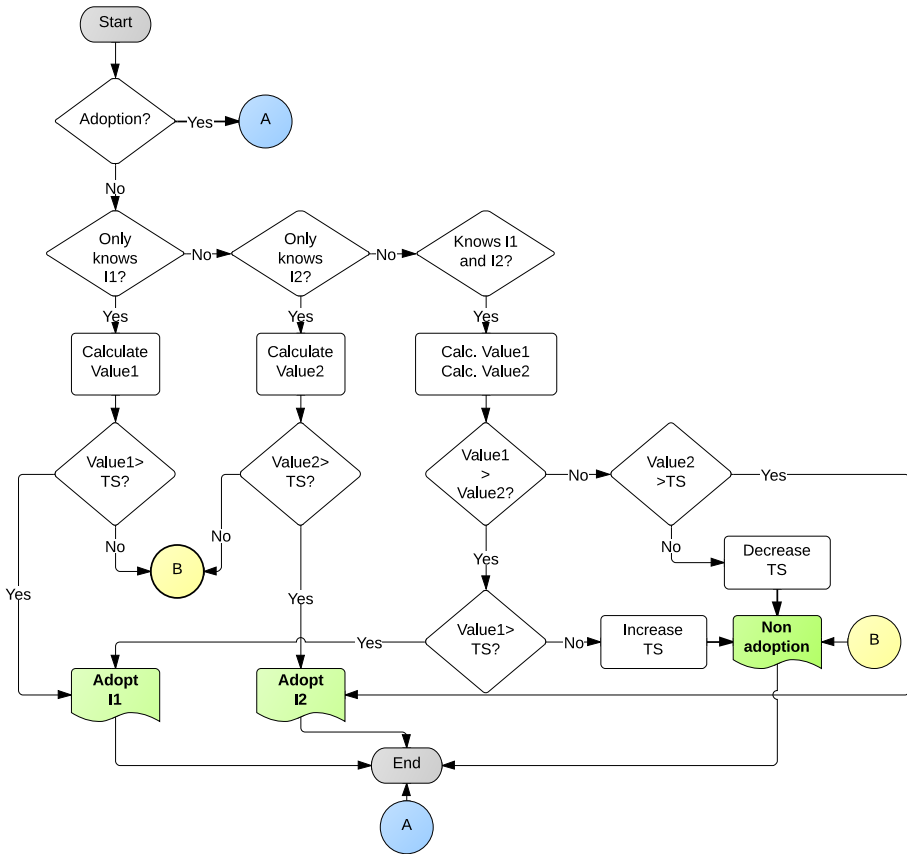 Start
Adoption?
Yes
A
No
Only
knows
I1?
No
Only
knows
I2?
No
Knows I1
and I2?
Yes
Yes
Yes
Calculate
Value1
Calculate
Value2
Calc. Value1
Calc. Value2
Value1>
TS?
Value2>
TS?
Value1
>
Value2?
No
Value2
>TS
Yes
No
No
B
Yes
No
Decrease
TS
Yes
Yes
Yes
Value1>
TS?
No
Increase
TS
Non
adoption
B
Adopt
I1
Adopt
I2
End
A